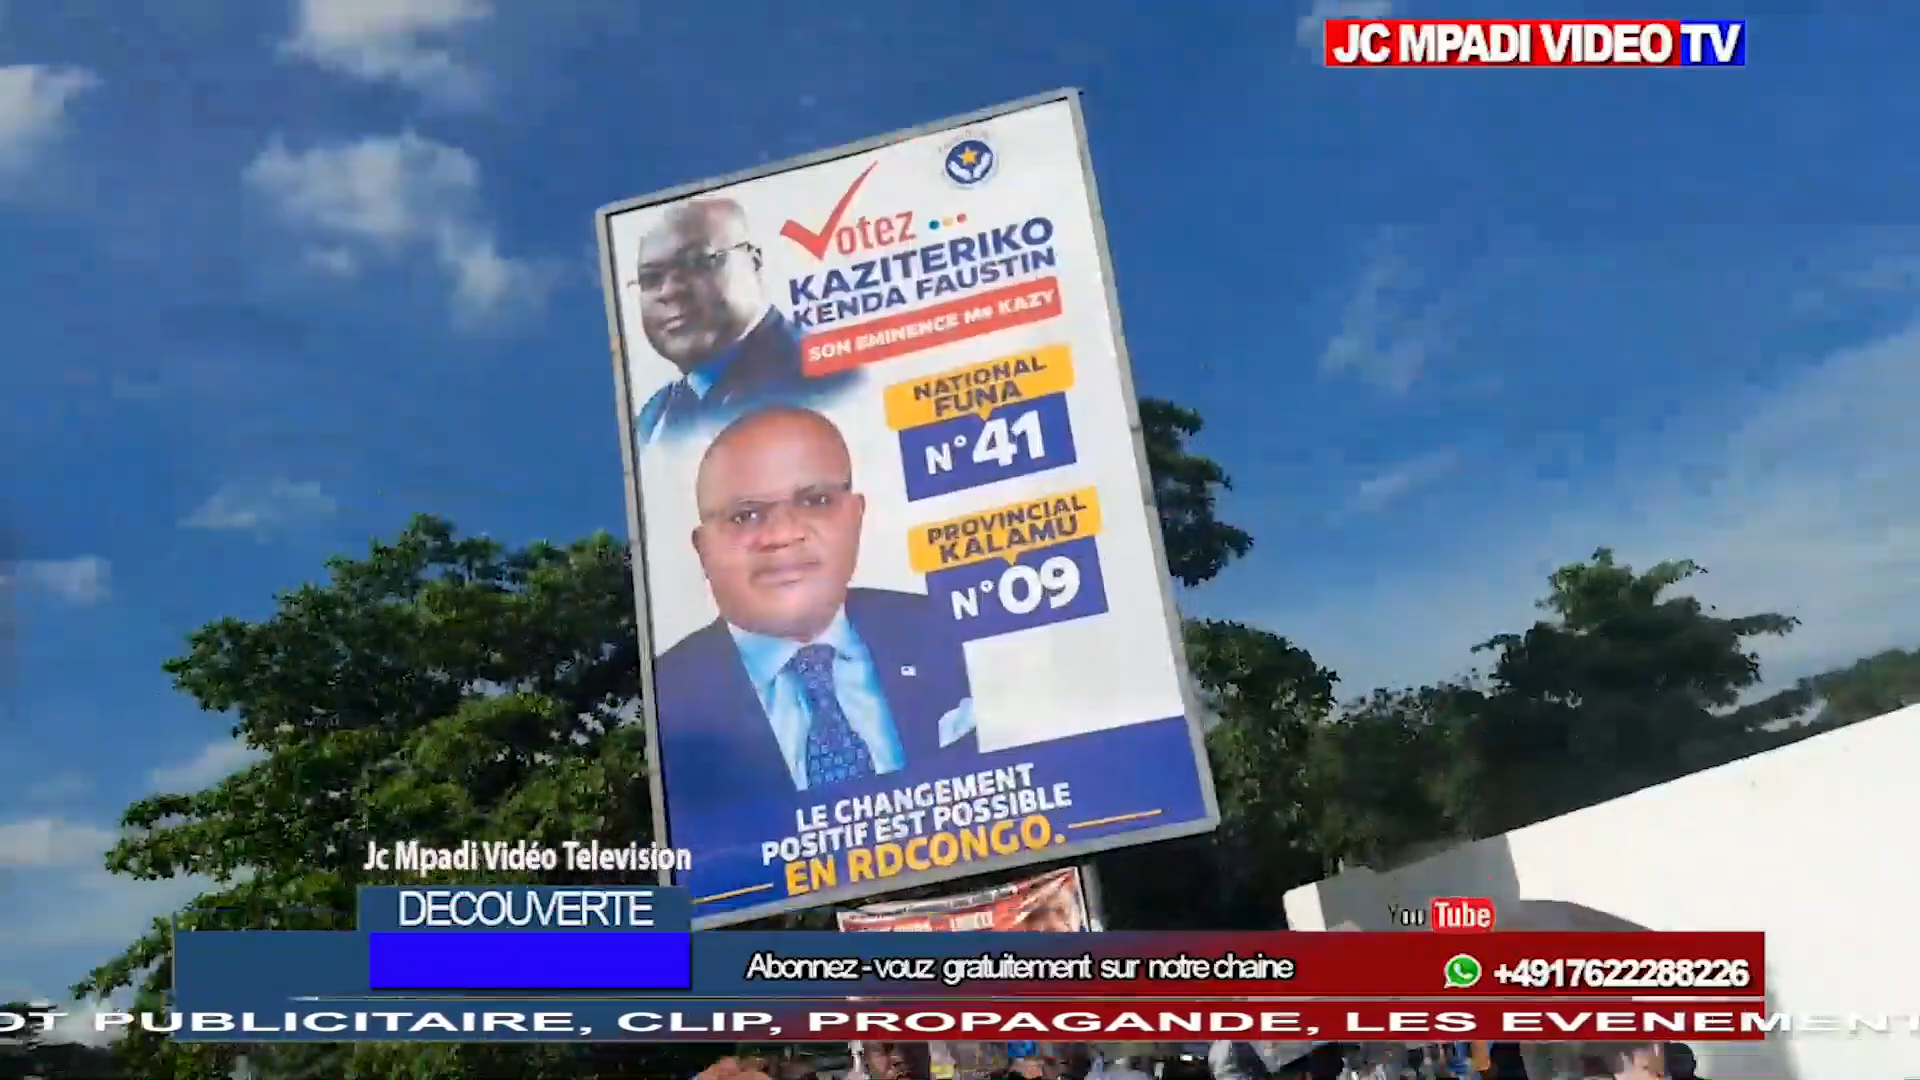 JC MPADI VIDEO TV
Votez ...
KAZITERIKO
KENDA FAUSTIN
SON EMINENCE Me KAZY
NATIONAL
FUNA
N° 41
PROVINCIAL
KALAMU
N° 09
LE CHANGEMENT
POSITIF EST POSSIBLE
EN RDCONGO.
Jc Mpadi Vidéo Television
DECOUVERTE
You Tube
Abonnez-vouz gratuitement sur notre chaine
+4917622288226
OT PUBLICITAIRE, CLIP, PROPAGANDE, LES EVENEMENT